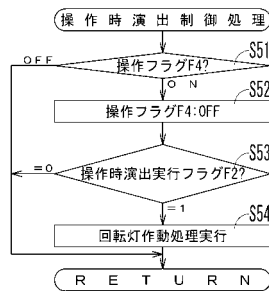 操作時演出制御処理
S51
操作フラグF4?
OFF
ON
S52
操作フラグF4:OFF
S53
操作時演出実行フラグF2?
=0
=1
S54
回転灯作動処理実行
RETURN